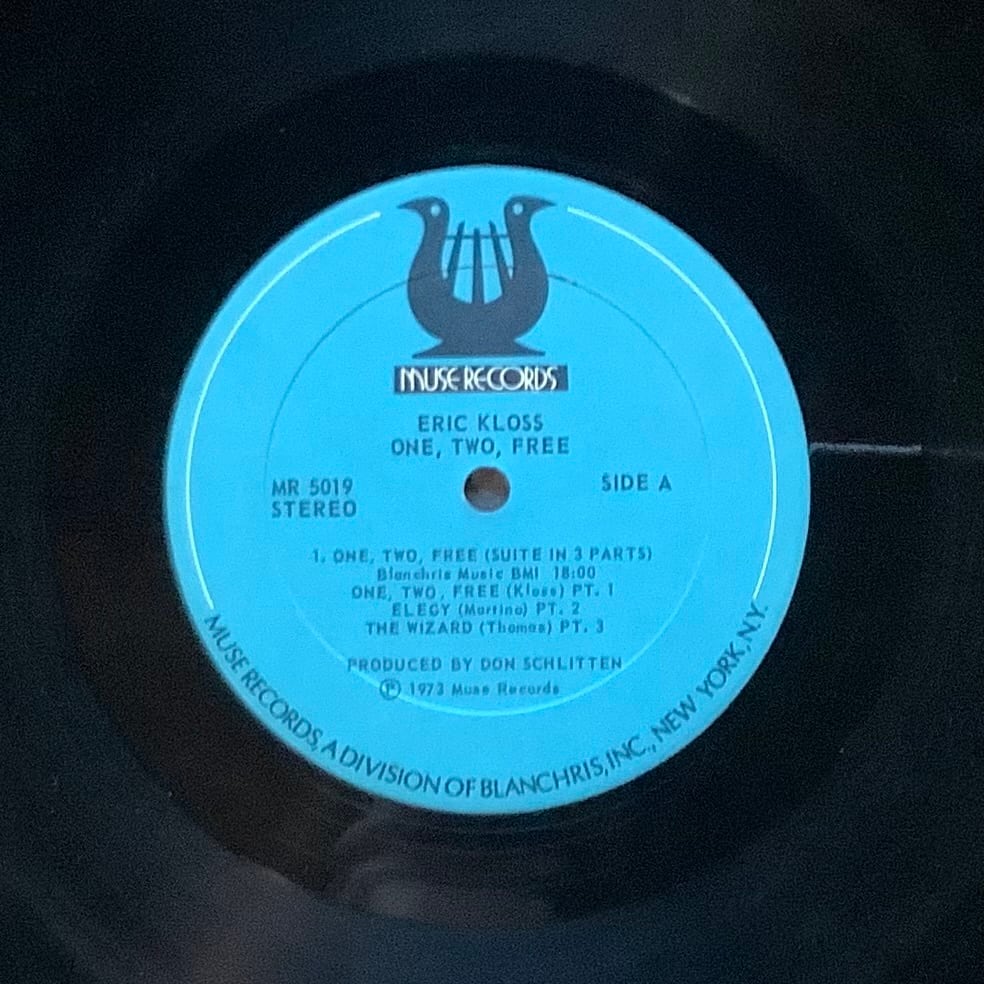 MUSE RECORDS
ERIC KLOSS
ONE, TWO, FREE
MR 5019
STEREO
SIDE A
1. ONE, TWO, FREE (SUITE IN 3 PARTS)
Blanchris Music BMI 18:00
ONE, TWO, FREE (Kloss) PT. 1
ELEGY (Martino) PT. 2
THE WIZARD (Thomas) PT. 3
PRODUCED BY DON SCHLITTEN
℗ 1973 Muse Records
MUSE RECORDS, A DIVISION OF BLANCHRIS, INC., NEW YORK, N.Y.